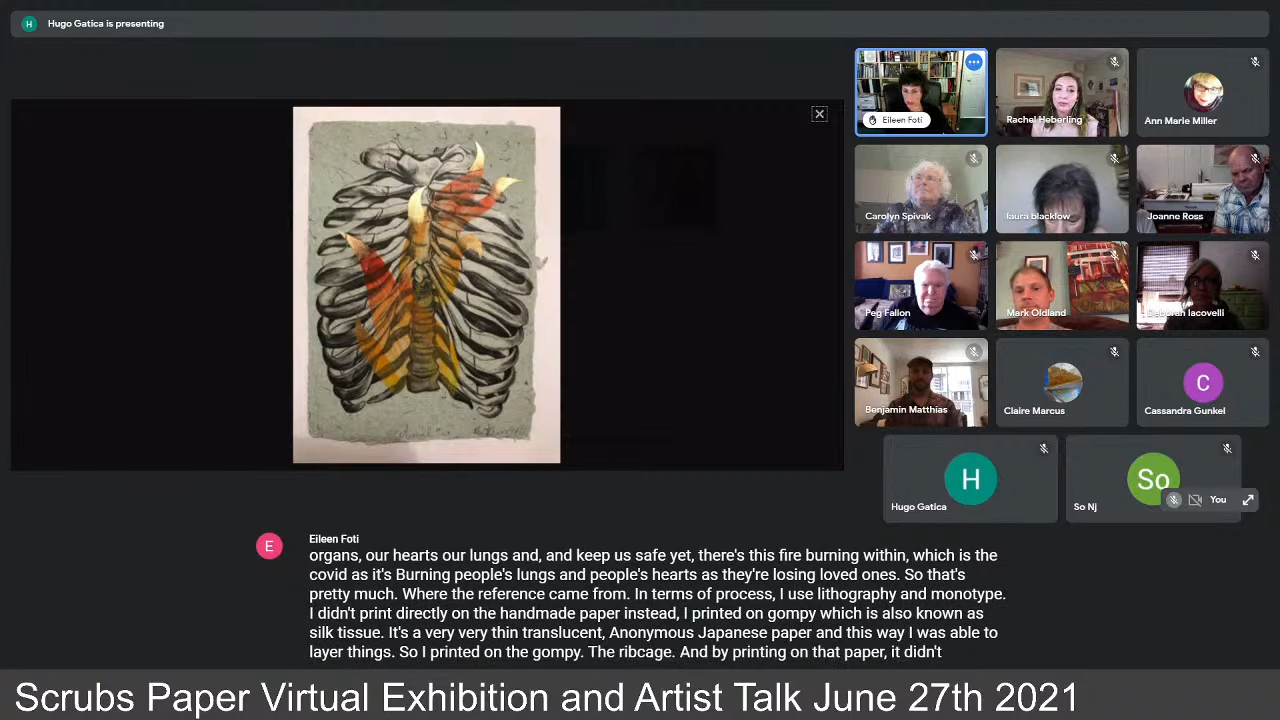 H
Hugo Gatica is presenting
Eileen Foti
Rachel Heberling
Ann Marie Miller
Carolyn Spivak
laura blacklow
Joanne Ross
Peg Fallon
Mark Oldland
Deborah Iacovelli
Benjamin Matthias
Claire Marcus
C
Cassandra Gunkel
H
Hugo Gatica
So
So Nj
You
E
Eileen Foti
organs, our hearts our lungs and, and keep us safe yet, there's this fire burning within, which is the
covid as it's Burning people's lungs and people's hearts as they're losing loved ones. So that's
pretty much. Where the reference came from. In terms of process, I use lithography and monotype.
I didn't print directly on the handmade paper instead, I printed on gompy which is also known as
silk tissue. It's a very very thin translucent, Anonymous Japanese paper and this way I was able to
layer things. So I printed on the gompy. The ribcage. And by printing on that paper, it didn't
Scrubs Paper Virtual Exhibition and Artist Talk June 27th 2021